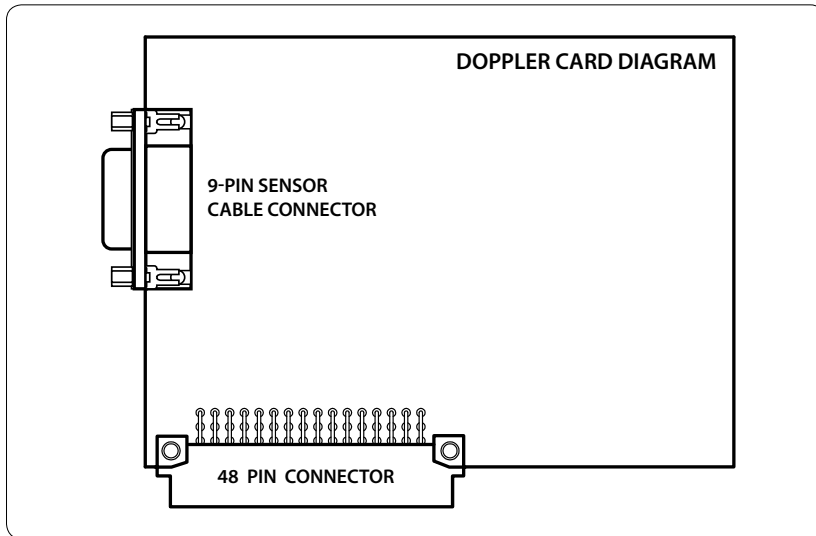 DOPPLER CARD DIAGRAM
9-PIN SENSOR
CABLE CONNECTOR
48 PIN CONNECTOR